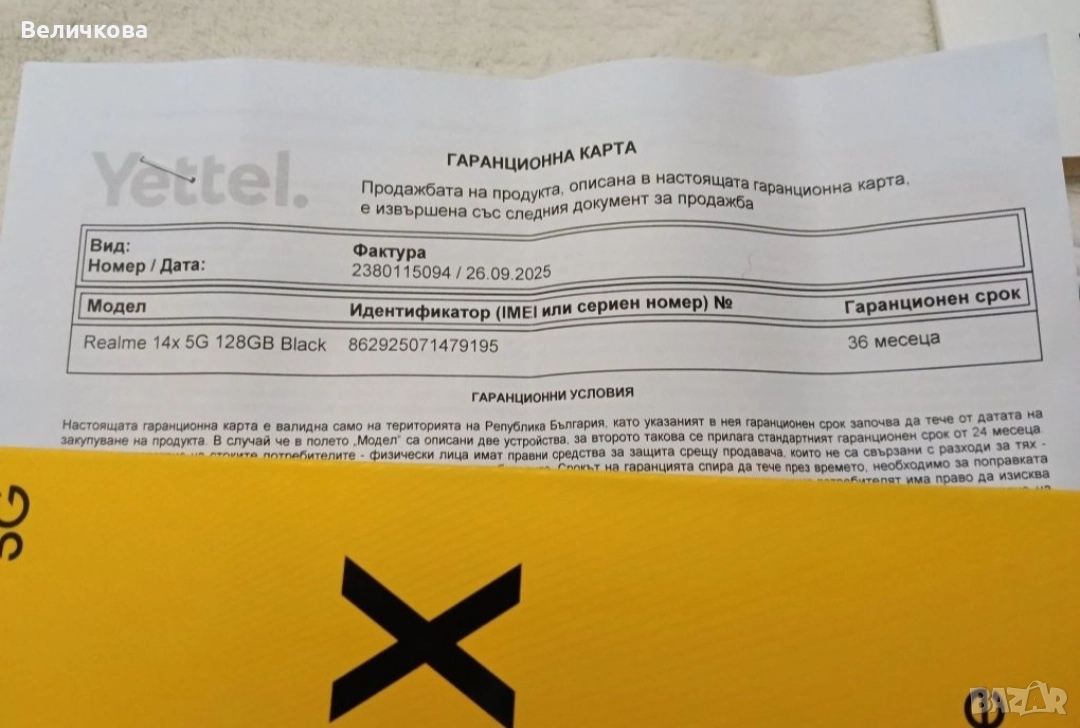 Величкова
Yettel.
ГАРАНЦИОННА КАРТА
Продажбата на продукта, описана в настоящата гаранционна карта,
е извършена със следния документ за продажба
Вид: Фактура
Номер / Дата: 2380115094 / 26.09.2025
Модел Идентификатор (IMEI или сериен номер) № Гаранционен срок
Realme 14x 5G 128GB Black 862925071479195 36 месеца
ГАРАНЦИОННИ УСЛОВИЯ
Настоящата гаранционна карта е валидна само на територията на Република България, като указаният в нея гаранционен срок започва да тече от датата на
закупуване на продукта. В случай че в полето „Модел" са описани две устройства, за второто такова се прилага стандартният гаранционен срок от 24 месеца.
стоките потребителите - физически лица имат правни средства за защита срещу продавача, които не са свързани с разходи за тях -
Срокът на гаранцията спира да тече през времето, необходимо за поправката
има право да изисква
5G
X
e
BAZAR